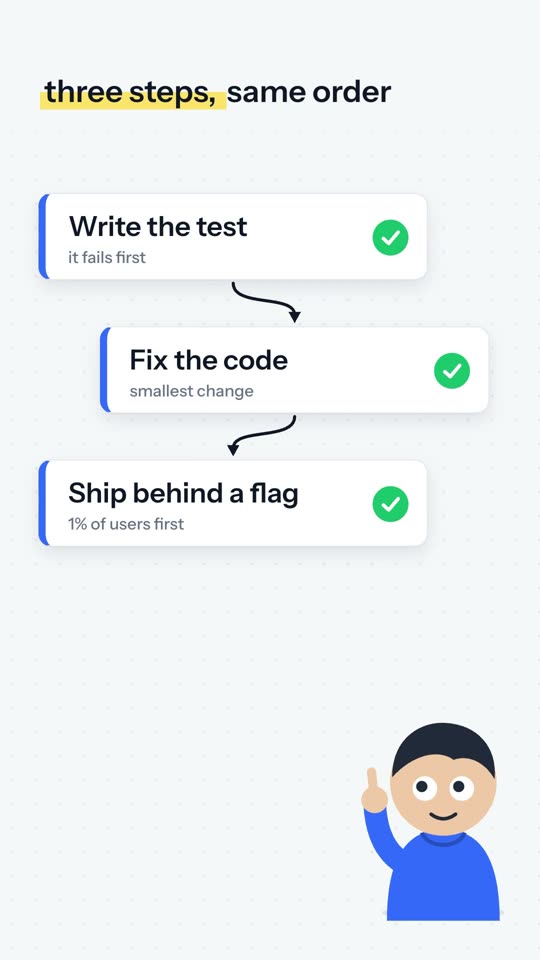 three steps, same order
Write the test
it fails first
Fix the code
smallest change
Ship behind a flag
1% of users first